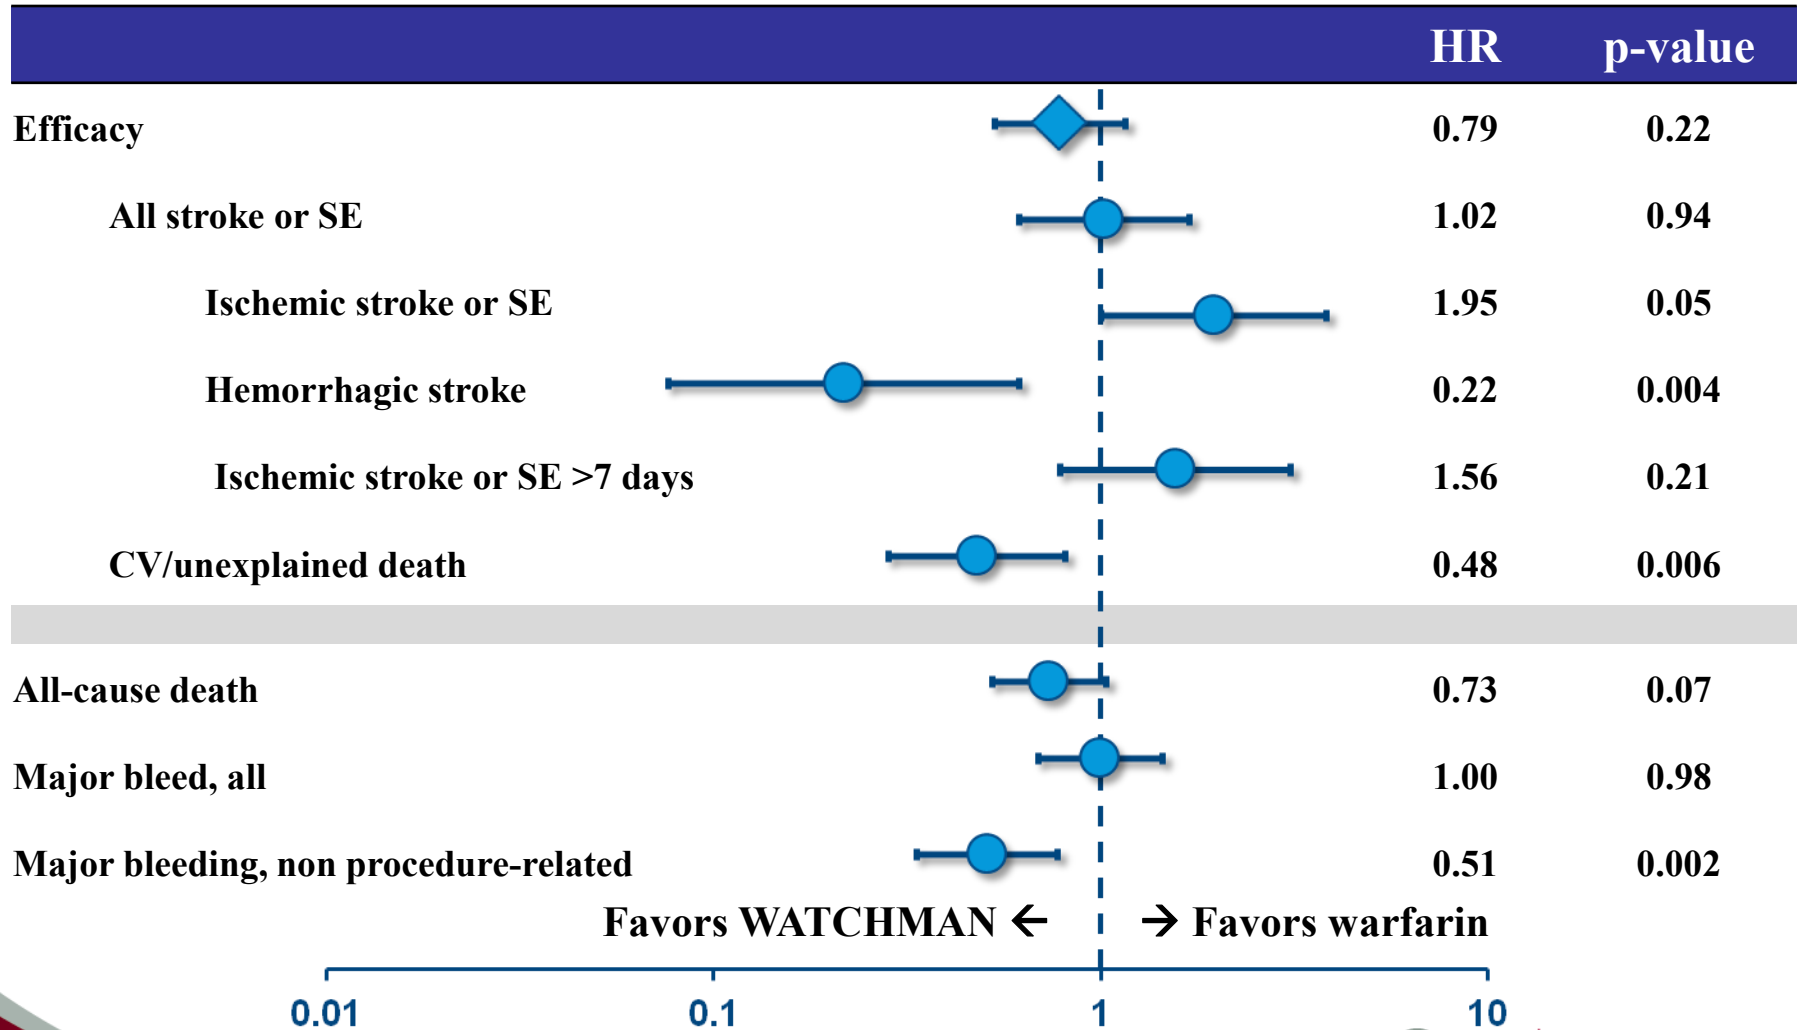 HR p-value
Efficacy 0.79 0.22
All stroke or SE 1.02 0.94
Ischemic stroke or SE 1.95 0.05
Hemorrhagic stroke 0.22 0.004
Ischemic stroke or SE >7 days 1.56 0.21
CV/unexplained death 0.48 0.006
All-cause death 0.73 0.07
Major bleed, all 1.00 0.98
Major bleeding, non procedure-related 0.51 0.002
Favors WATCHMAN ← → Favors warfarin
0.01 0.1 1 10